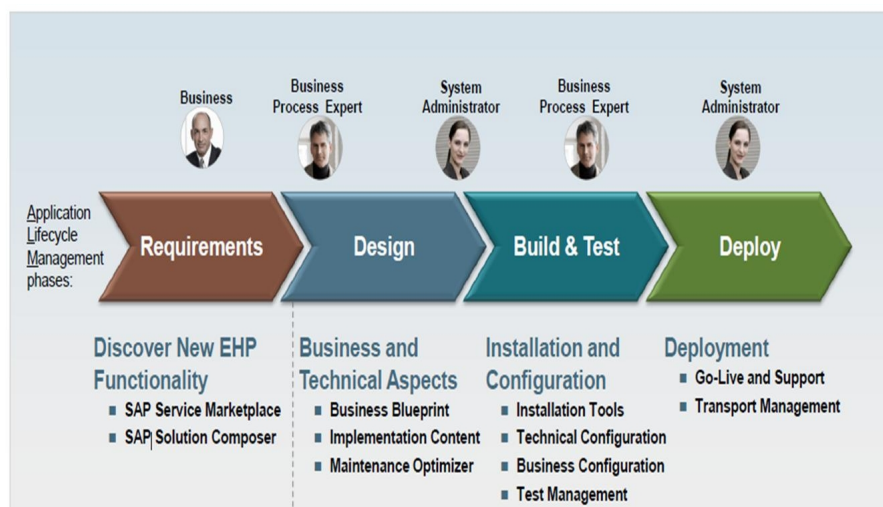 Business
Business
Process Expert
System
Administrator
Business
Process Expert
System
Administrator
Application
Lifecycle
Management
phases:
Requirements
Design
Build & Test
Deploy
Discover New EHP
Functionality
SAP Service Marketplace
SAP Solution Composer
Business and
Technical Aspects
Business Blueprint
Implementation Content
Maintenance Optimizer
Installation and
Configuration
Installation Tools
Technical Configuration
Business Configuration
Test Management
Deployment
Go-Live and Support
Transport Management